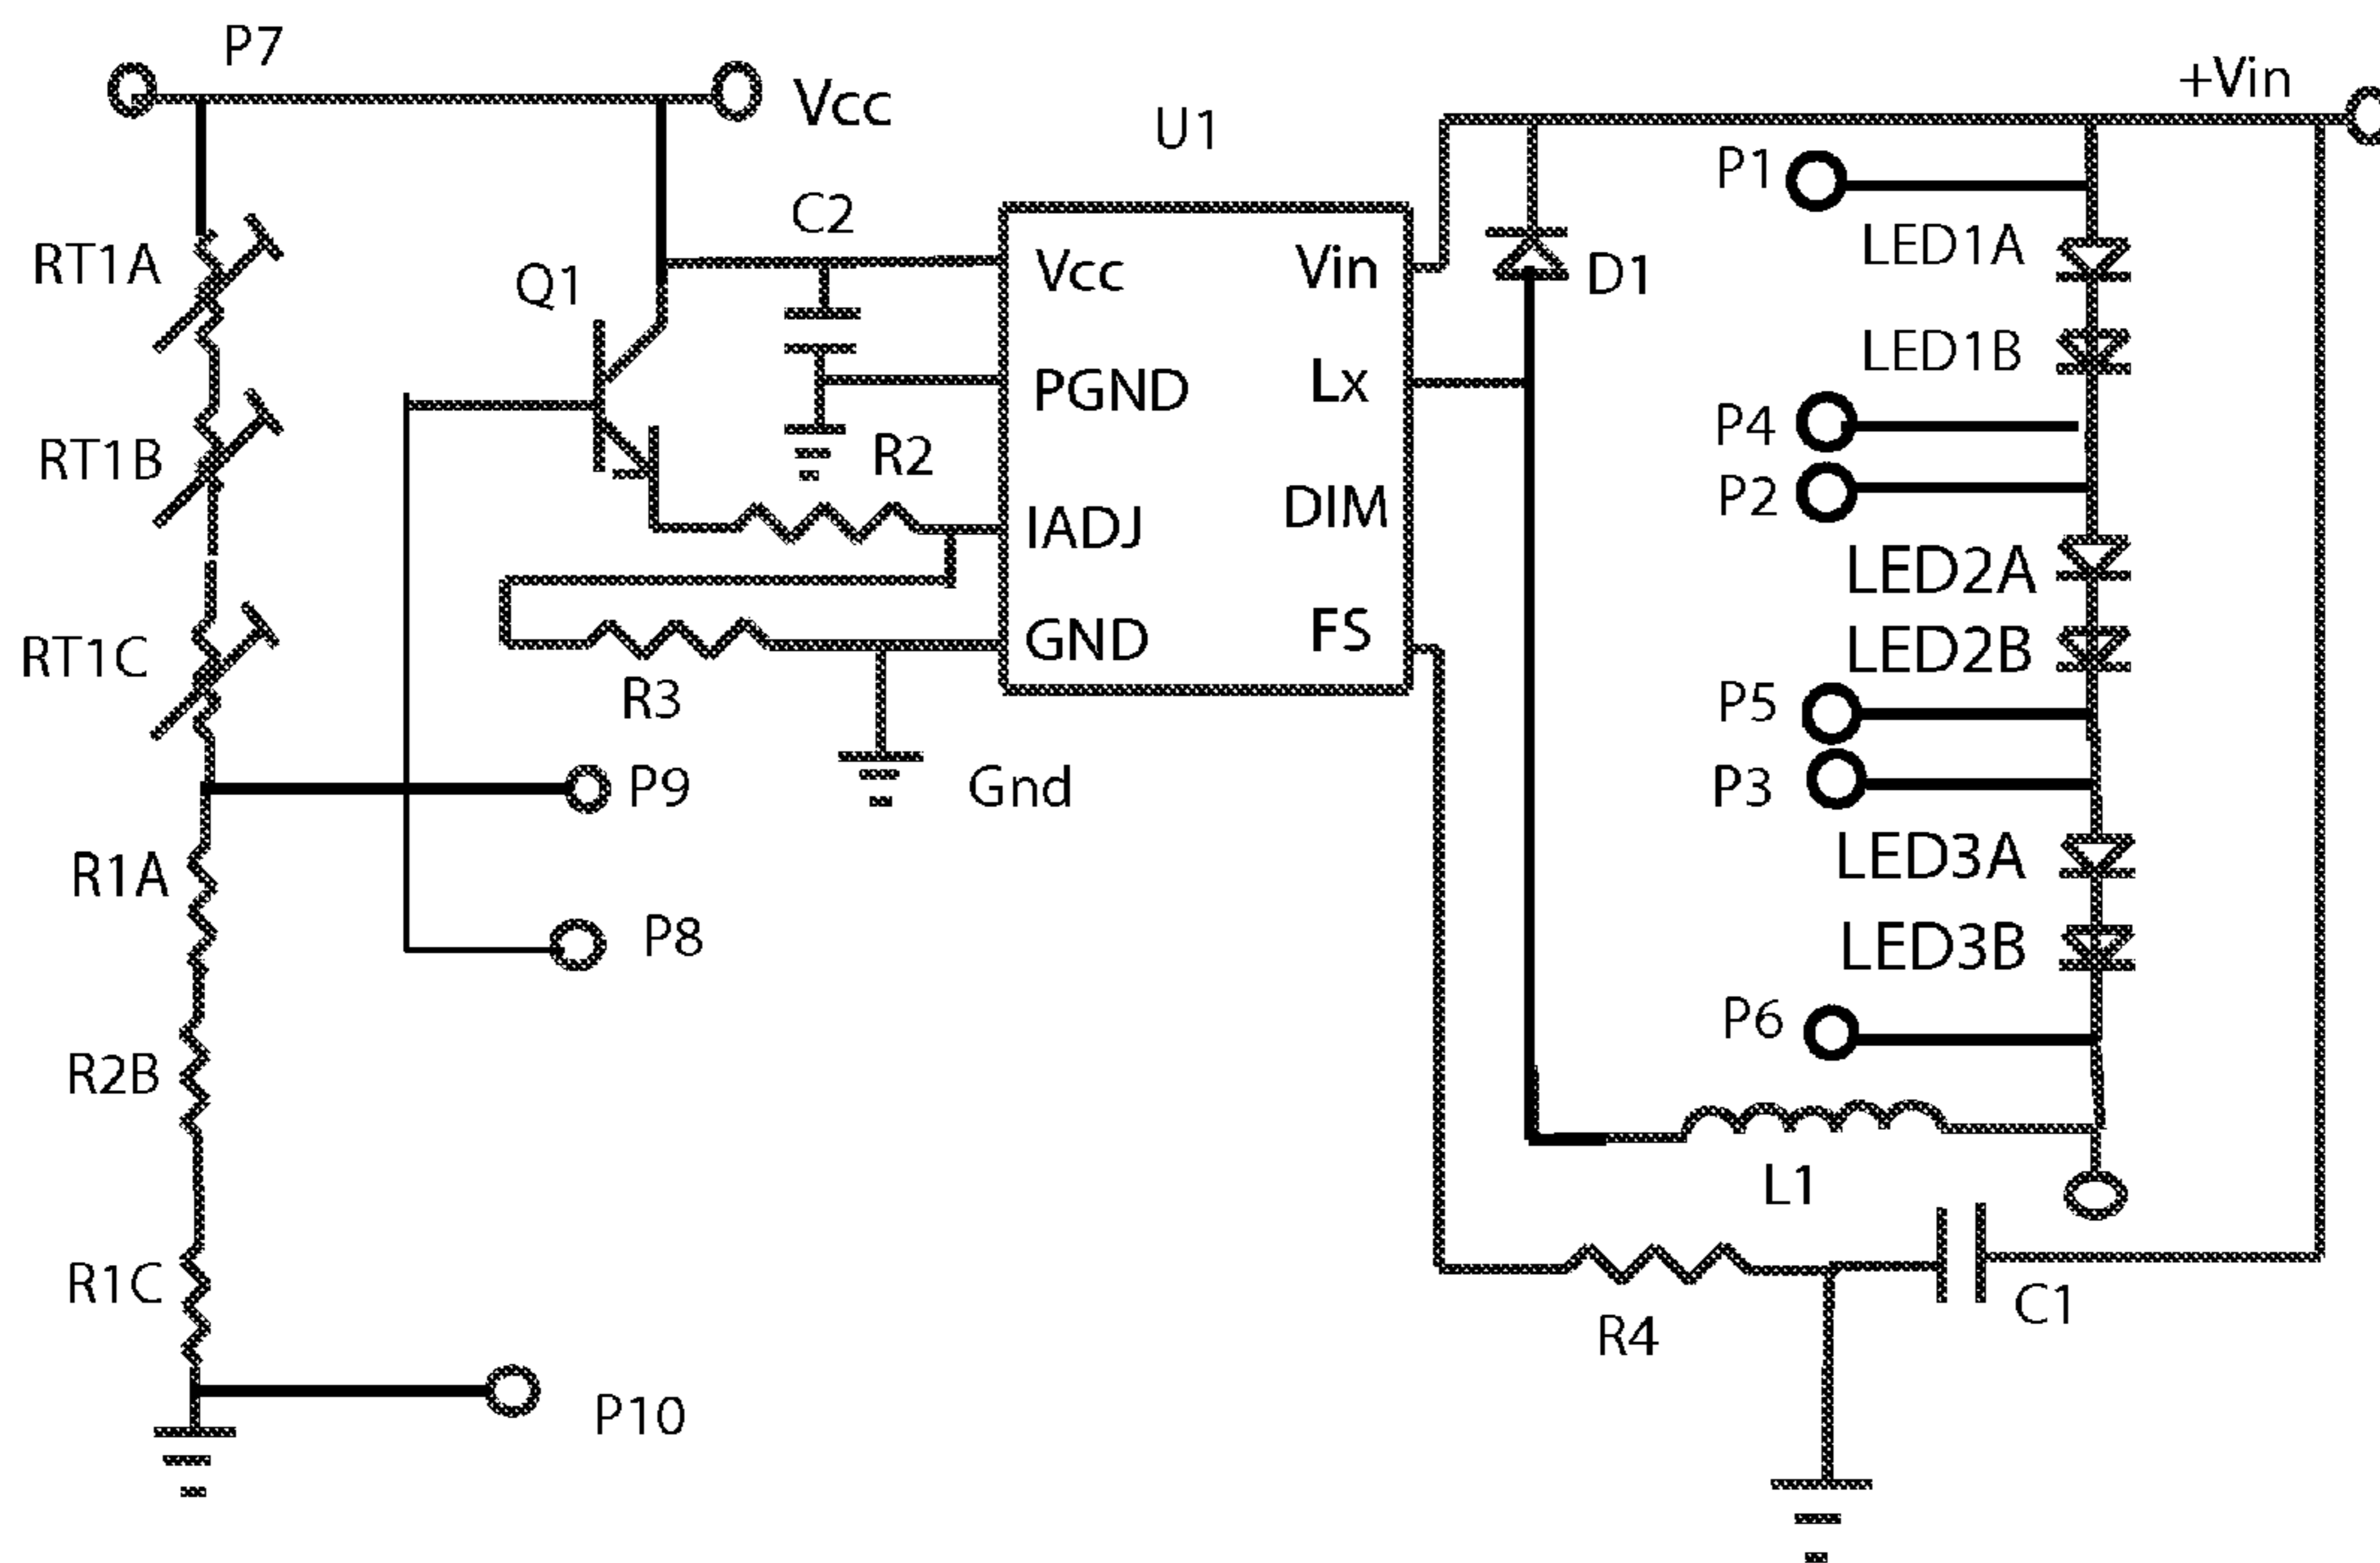 P7
Vcc
+Vin
U1
P1
C2
RT1A
LED1A
Q1
Vcc
Vin
D1
LED1B
PGND
Lx
P4
RT1B
R2
P2
DIM
IADJ
LED2A
GND
FS
LED2B
RT1C
R3
P5
P9
Gnd
P3
R1A
LED3A
P8
LED3B
P6
R2B
L1
R1C
C1
R4
P10